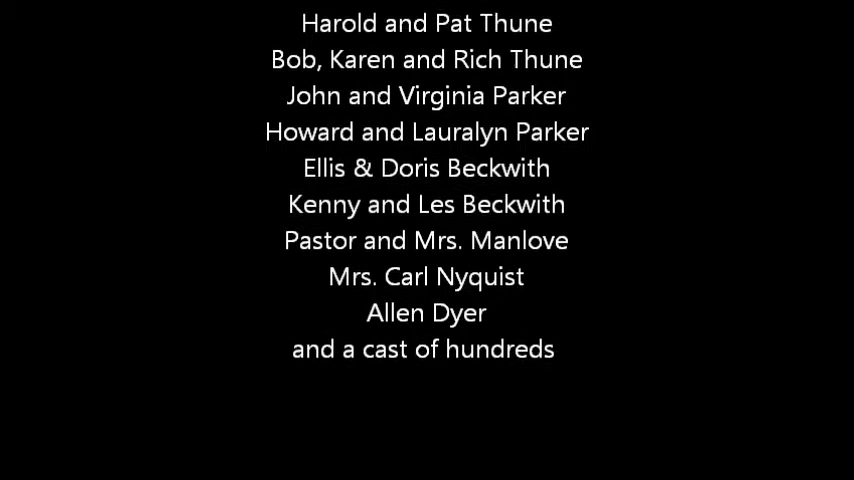 Harold and Pat Thune
Bob, Karen and Rich Thune
John and Virginia Parker
Howard and Lauralyn Parker
Ellis & Doris Beckwith
Kenny and Les Beckwith
Pastor and Mrs. Manlove
Mrs. Carl Nyquist
Allen Dyer
and a cast of hundreds